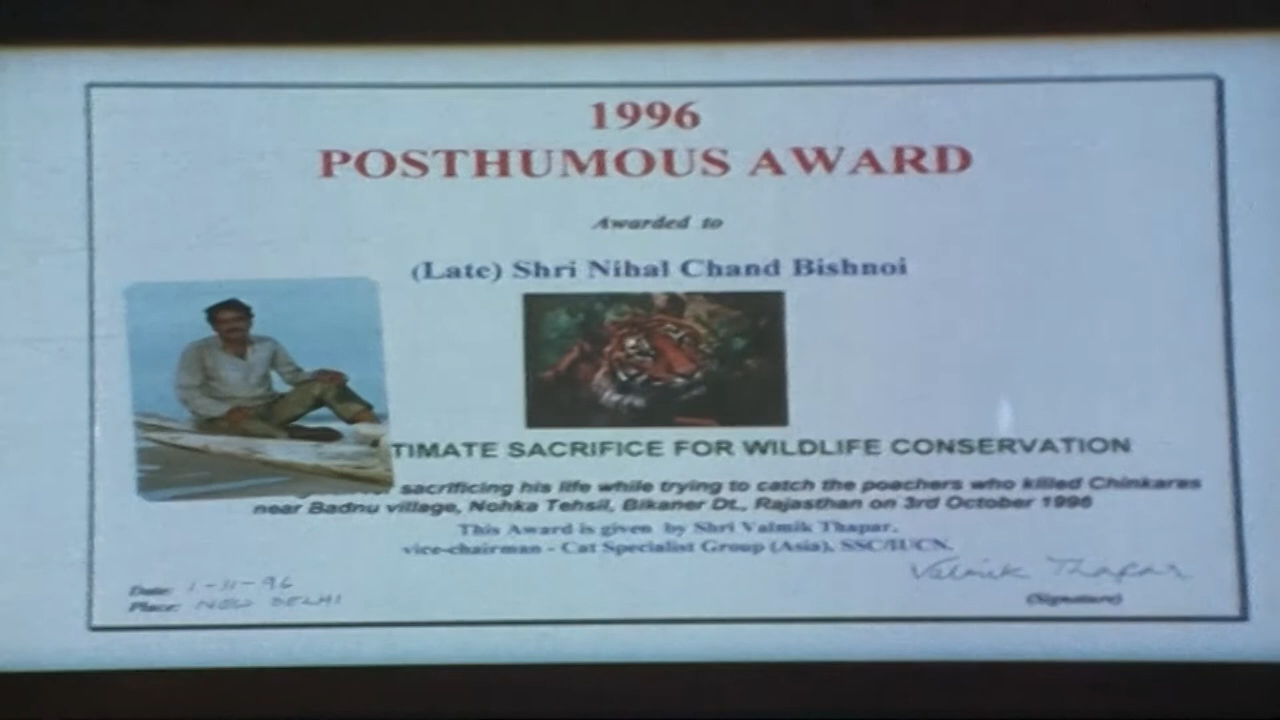 1996
POSTHUMOUS AWARD
Awarded to
(Late) Shri Nihal Chand Bishnoi
TIMATE SACRIFICE FOR WILDLIFE CONSERVATION
sacrificing his life while trying to catch the poachers who killed Chinkaras
near Badnu village, Nohka Tehsil, Bikaner Dt., Rajasthan on 3rd October 1996
This Award is given by Shri Valmik Thapar,
vice-chairman - Cat Specialist Group (Asia), SSC/IUCN.
Valmik Thapar
Date: 1-11-96
Place: NEW DELHI
(Signature)